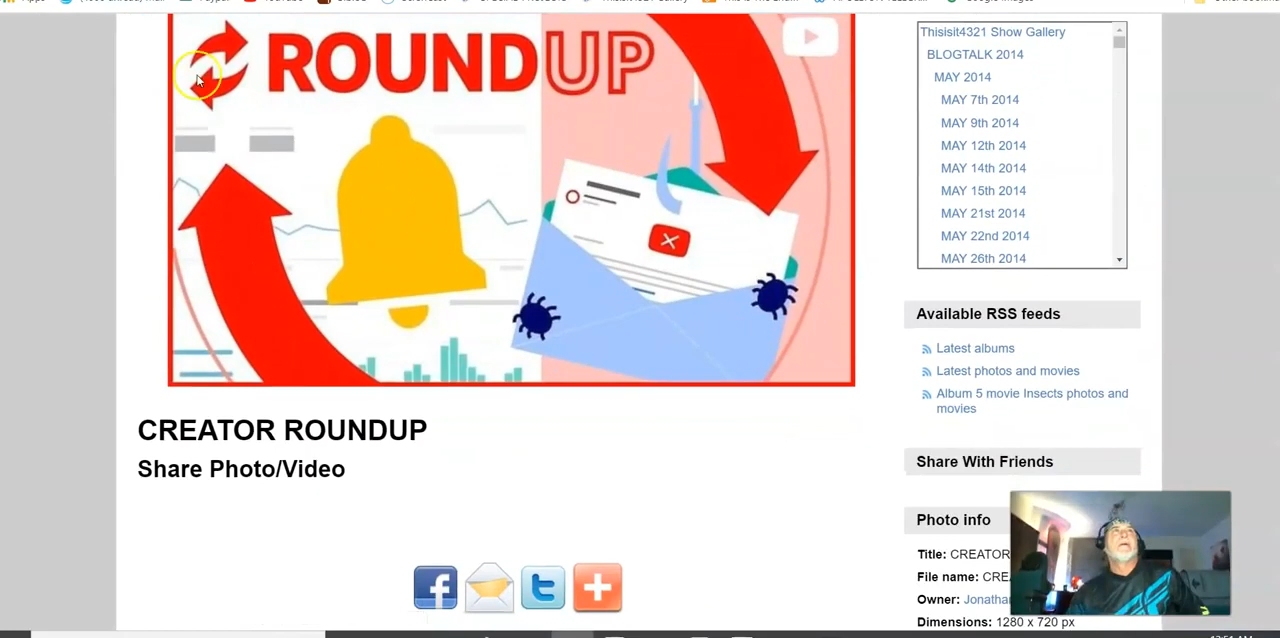 ROUNDUP
Thisisit4321 Show Gallery
BLOGTALK 2014
MAY 2014
MAY 7th 2014
MAY 9th 2014
MAY 12th 2014
MAY 14th 2014
MAY 15th 2014
MAY 21st 2014
MAY 22nd 2014
MAY 26th 2014
Available RSS feeds
Latest albums
Latest photos and movies
Album 5 movie Insects photos and
movies
CREATOR ROUNDUP
Share Photo/Video
Share With Friends
Photo info
Title: CREATOR
File name: CRE
Owner: Jonatha
Dimensions: 1280 x 720 px